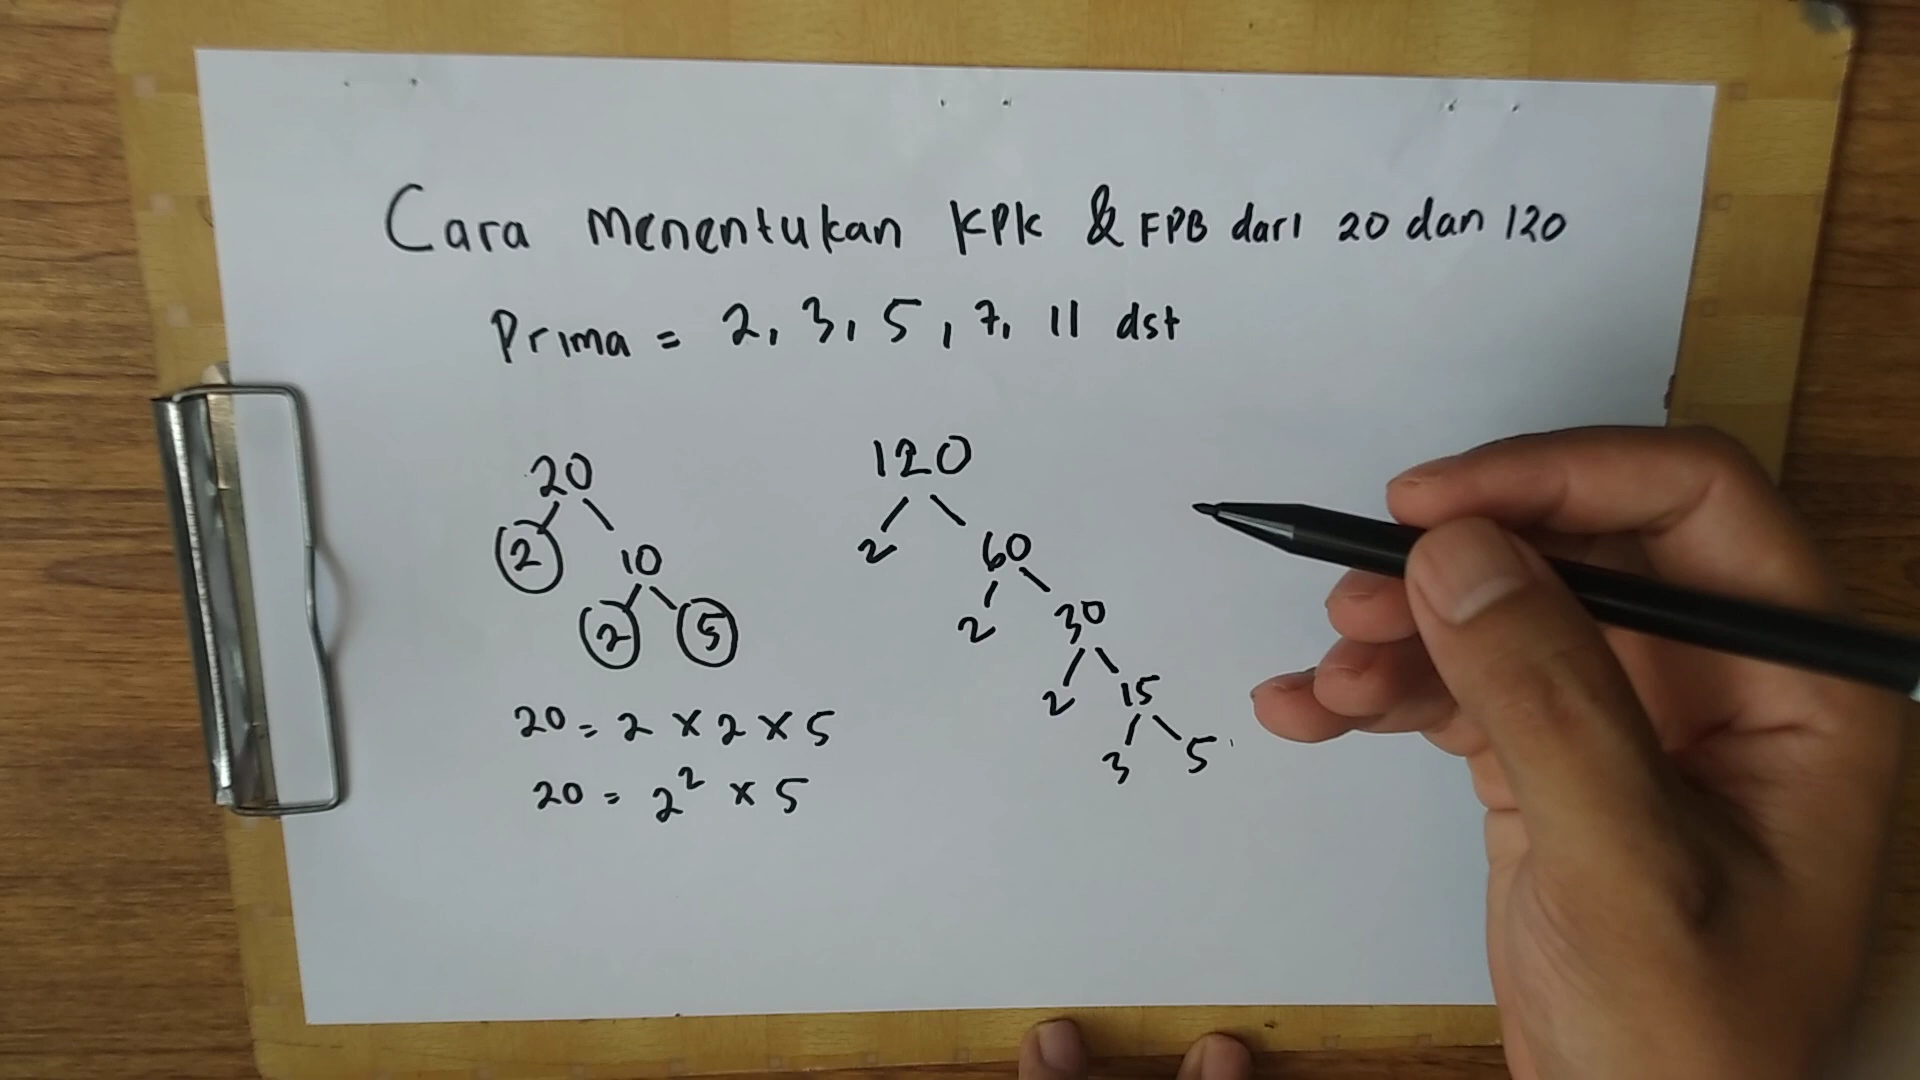 Cara menentukan KPK & FPB dari 20 dan 120
Prima = 2, 3, 5, 7, 11 dst
20
2 10
2 5
20 = 2 x 2 x 5
20 = 2² x 5
120
2 60
2 30
2 15
3 5